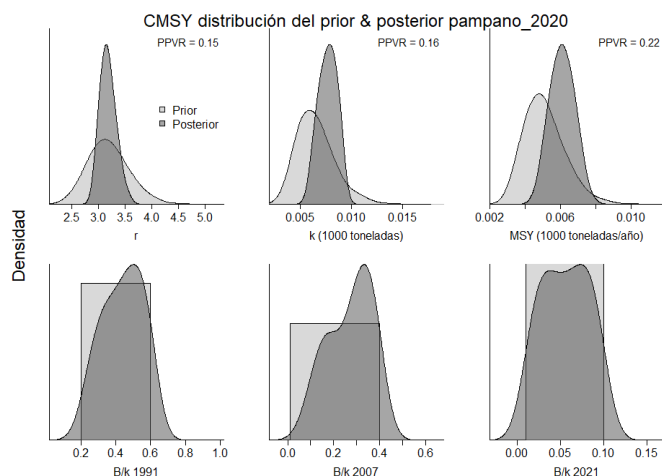 CMSY distribución del prior & posterior pampano_2020
PPVR = 0.15
PPVR = 0.16
PPVR = 0.22
Prior
Posterior
2.5 3.0 3.5 4.0 4.5 5.0
0.005 0.010 0.015
0.002 0.006 0.010
r
k (1000 toneladas)
MSY (1000 toneladas/año)
Densidad
0.0 0.2 0.4 0.6 0.8 1.0
0.0 0.2 0.4 0.6
0.00 0.05 0.10 0.15
B/k 1991
B/k 2007
B/k 2021